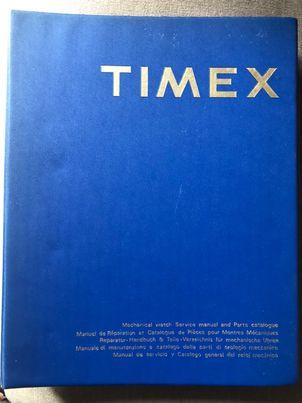 TIMEX
Mechanical watch Service manual and Parts catalogue
Manuel de Réparation et Catalogue de Pièces pour Montres Mécaniques
Reparatur-Handbuch & Teile-Verzeichnis für mechanische Uhren
Manuale di manutenzione e catalogo delle parti di orologio meccanico
Manual de servicio y Catalogo general del reloj mecánico